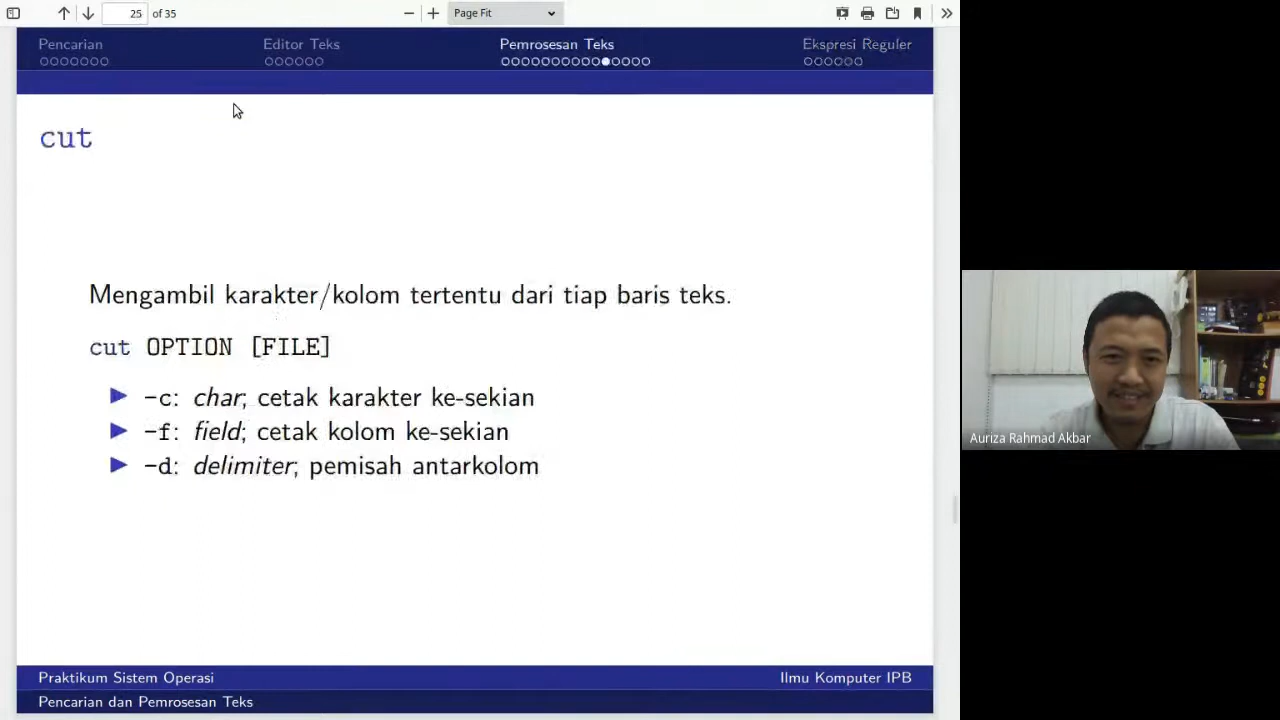 25 of 35
Page Fit
Pencarian
Editor Teks
Pemrosesan Teks
Ekspresi Reguler
cut
Mengambil karakter/kolom tertentu dari tiap baris teks.
cut OPTION [FILE]
-c: char; cetak karakter ke-sekian
-f: field; cetak kolom ke-sekian
-d: delimiter; pemisah antarkolom
Auriza Rahmad Akbar
Praktikum Sistem Operasi
Ilmu Komputer IPB
Pencarian dan Pemrosesan Teks